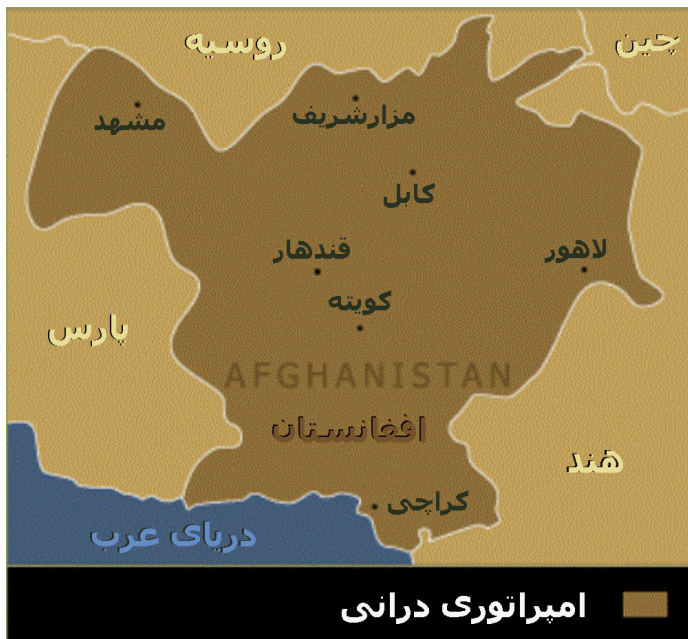 روسیه
چین
مشهد
مزارشریف
کابل
قندهار
لاهور
کویته
پارس
AFGHANISTAN
افغانستان
هند
کراچی
دریای عرب
امپراتوری درانی